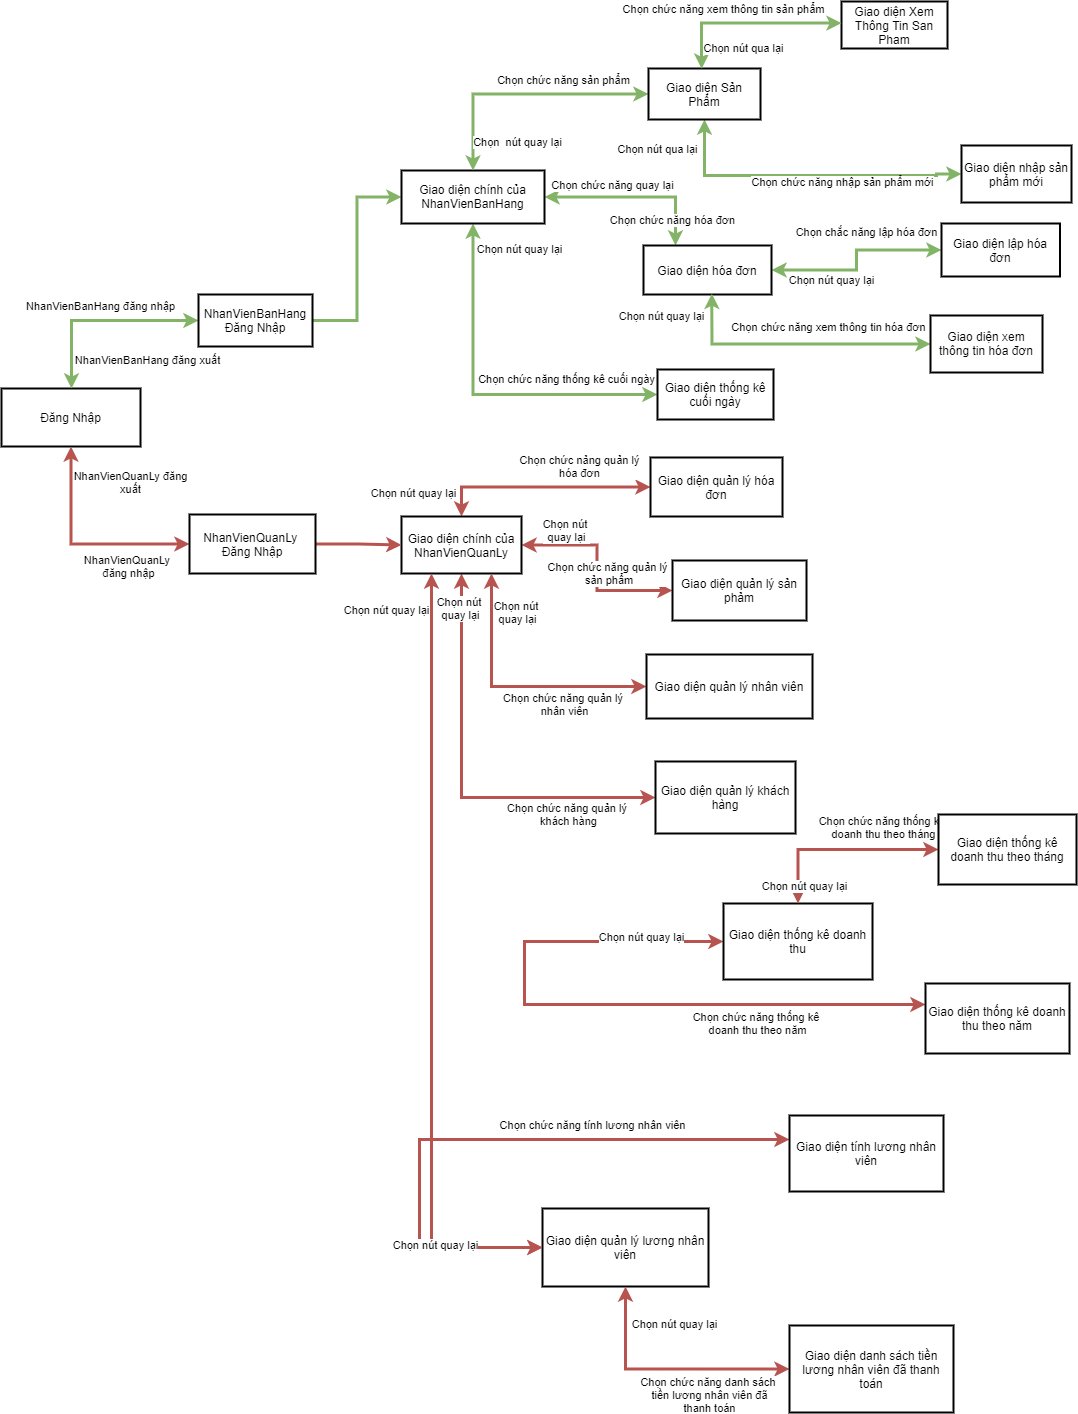 Chọn chức năng xem thông tin sản phẩm
Giao diện Xem
Thông Tin San
Pham
Chọn nút qua lại
Chọn chức năng sản phẩm
Giao diện Sản
Phẩm
Chọn  nút quay lại
Chọn nút qua lại
Chọn chức năng nhập sản phẩm mới
Giao diện nhập sản
phẩm mới
Giao diện chính của
NhanVienBanHang
Chọn chức năng quay lại
Chọn chức năng hóa đơn
Chọn nút quay lại
Giao diện hóa đơn
Chọn chắc năng lập hóa đơn
Giao diện lập hóa
đơn
Chọn nút quay lại
Chọn nút quay lại
Chọn chức năng xem thông tin hóa đơn
Giao diện xem
thông tin hóa đơn
NhanVienBanHang đăng nhập
NhanVienBanHang
Đăng Nhập
NhanVienBanHang đăng xuất
Chọn chức năng thống kê cuối ngày
Giao diện thống kê
cuối ngày
Đăng Nhập
NhanVienQuanLy đăng
xuất
Chọn chức năng quản lý
hóa đơn
Giao diện quản lý hóa
đơn
Chọn nút quay lại
NhanVienQuanLy
Đăng Nhập
NhanVienQuanLy
đăng nhập
Giao diện chính của
NhanVienQuanLy
Chọn nút
quay lại
Chọn chức năng quản lý
sản phẩm
Giao diện quản lý sản
phẩm
Chọn nút quay lại
Chọn nút
quay lại
Chọn nút
quay lại
Giao diện quản lý nhân viên
Chọn chức năng quản lý
nhân viên
Giao diện quản lý khách
hàng
Chọn chức năng quản lý
khách hàng
Chọn chức năng thống k
doanh thu theo tháng
Giao diện thống kê
doanh thu theo tháng
Chọn nút quay lại
Chọn nút quay lại
Giao diện thống kê doanh
thu
Chọn chức năng thống kê
doanh thu theo năm
Giao diện thống kê doanh
thu theo năm
Chọn chức năng tính lương nhân viên
Giao diện tính lương nhân
viên
Chọn nút quay lại
Giao diện quản lý lương nhân
viên
Chọn nút quay lại
Giao diện danh sách tiền
lương nhân viên đã thanh
toán
Chọn chức năng danh sách
tiền lương nhân viên đã
thanh toán